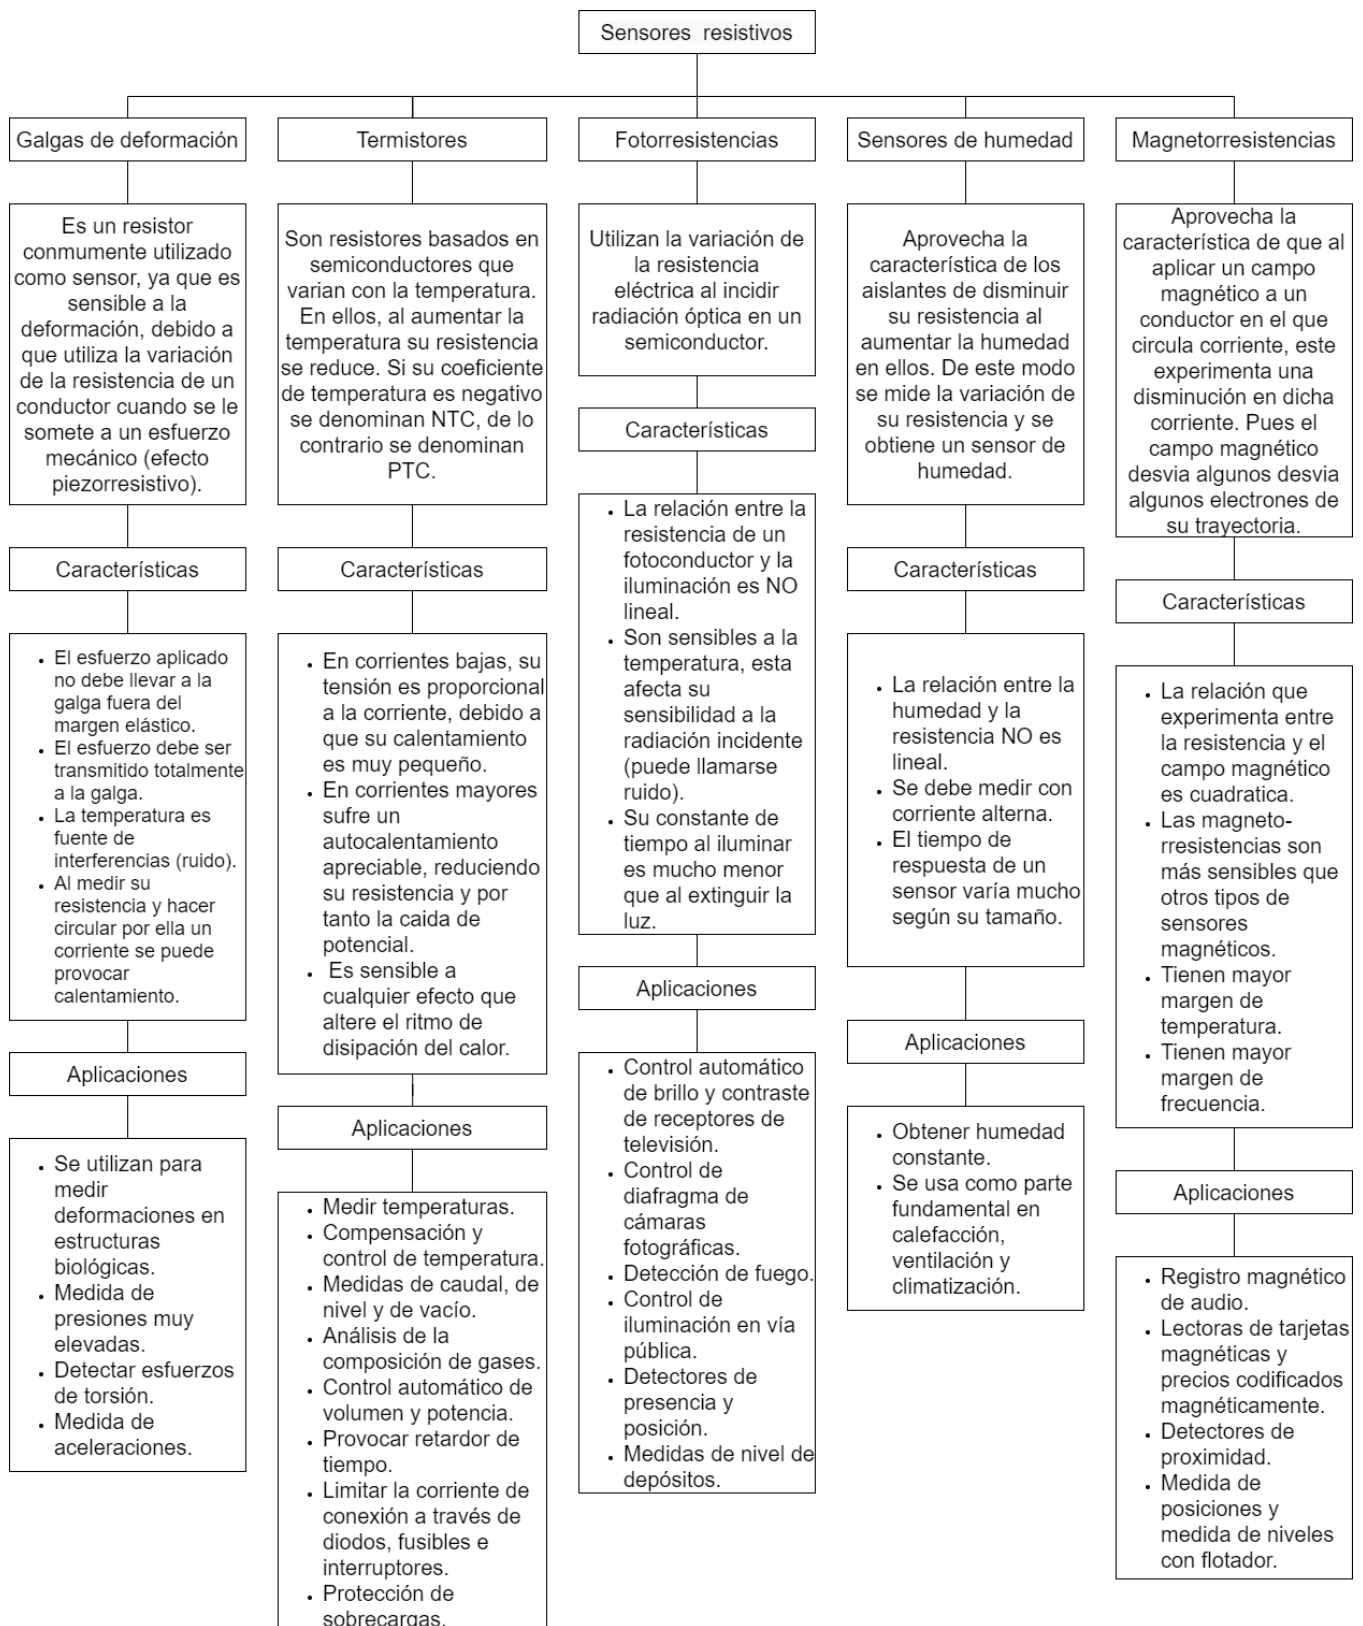 Sensores resistivos
Galgas de deformación
Es un resistor
conmumente utilizado
como sensor, ya que es
sensible a la
deformación, debido a
que utiliza la variación
de la resistencia de un
conductor cuando se le
somete a un esfuerzo
mecánico (efecto
piezorresistivo).
Características
• El esfuerzo aplicado
no debe llevar a la
galga fuera del
margen elástico.
• El esfuerzo debe ser
transmitido totalmente
a la galga.
• La temperatura es
fuente de
interferencias (ruido).
• Al medir su
resistencia y hacer
circular por ella un
corriente se puede
provocar
calentamiento.
Aplicaciones
• Se utilizan para
medir
deformaciones en
estructuras
biológicas.
• Medida de
presiones muy
elevadas.
• Detectar esfuerzos
de torsión.
• Medida de
aceleraciones.
Termistores
Son resistores basados en
semiconductores que
varian con la temperatura.
En ellos, al aumentar la
temperatura su resistencia
se reduce. Si su coeficiente
de temperatura es negativo
se denominan NTC, de lo
contrario se denominan
PTC.
Características
• En corrientes bajas, su
tensión es proporcional
a la corriente, debido a
que su calentamiento
es muy pequeño.
• En corrientes mayores
sufre un
autocalentamiento
apreciable, reduciendo
su resistencia y por
tanto la caida de
potencial.
• Es sensible a
cualquier efecto que
altere el ritmo de
disipación del calor.
Aplicaciones
• Medir temperaturas.
• Compensación y
control de temperatura.
• Medidas de caudal, de
nivel y de vacío.
• Análisis de la
composición de gases.
• Control automático de
volumen y potencia.
• Provocar retardor de
tiempo.
• Limitar la corriente de
conexión a través de
diodos, fusibles e
interruptores.
• Protección de
sobrecargas.
Fotorresistencias
Utilizan la variación de
la resistencia
eléctrica al incidir
radiación óptica en un
semiconductor.
Características
• La relación entre la
resistencia de un
fotoconductor y la
iluminación es NO
lineal.
• Son sensibles a la
temperatura, esta
afecta su
sensibilidad a la
radiación incidente
(puede llamarse
ruido).
• Su constante de
tiempo al iluminar
es mucho menor
que al extinguir la
luz.
Aplicaciones
• Control automático
de brillo y contraste
de receptores de
televisión.
• Control de
diafragma de
cámaras
fotográficas.
• Detección de fuego.
• Control de
iluminación en vía
pública.
• Detectores de
presencia y
posición.
• Medidas de nivel de
depósitos.
Sensores de humedad
Aprovecha la
característica de los
aislantes de disminuir
su resistencia al
aumentar la humedad
en ellos. De este modo
se mide la variación de
su resistencia y se
obtiene un sensor de
humedad.
Características
• La relación entre la
humedad y la
resistencia NO es
lineal.
• Se debe medir con
corriente alterna.
• El tiempo de
respuesta de un
sensor varía mucho
según su tamaño.
Aplicaciones
• Obtener humedad
constante.
• Se usa como parte
fundamental en
calefacción,
ventilación y
climatización.
Magnetorresistencias
Aprovecha la
característica de que al
aplicar un campo
magnético a un
conductor en el que
circula corriente, este
experimenta una
disminución en dicha
corriente. Pues el
campo magnético
desvia algunos desvia
algunos electrones de
su trayectoria.
Características
• La relación que
experimenta entre
la resistencia y el
campo magnético
es cuadratica.
• Las magneto-
rresistencias son
más sensibles que
otros tipos de
sensores
magnéticos.
• Tienen mayor
margen de
temperatura.
• Tienen mayor
margen de
frecuencia.
Aplicaciones
• Registro magnético
de audio.
• Lectoras de tarjetas
magnéticas y
precios codificados
magnéticamente.
• Detectores de
proximidad.
• Medida de
posiciones y
medida de niveles
con flotador.